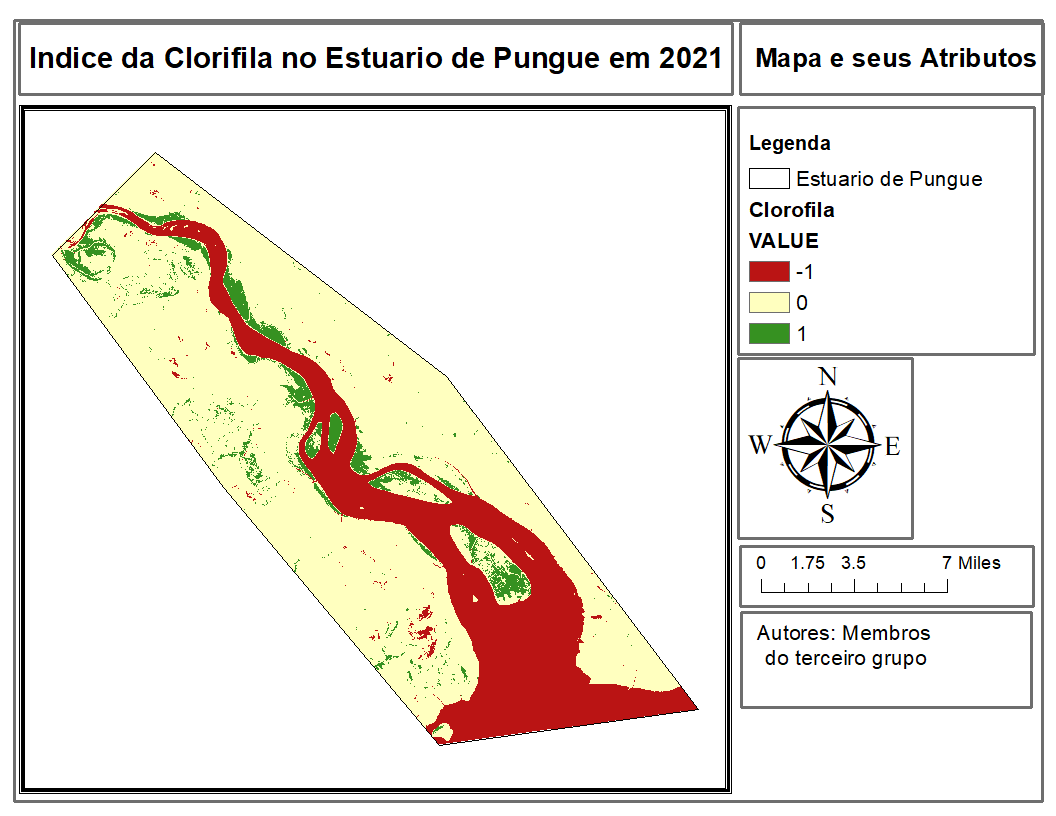 Indice da Clorifila no Estuario de Pungue em 2021
Mapa e seus Atributos
Legenda
Estuario de Pungue
Clorofila
VALUE
-1
0
1
N
W E
S
0 1.75 3.5 7 Miles
Autores: Membros
do terceiro grupo